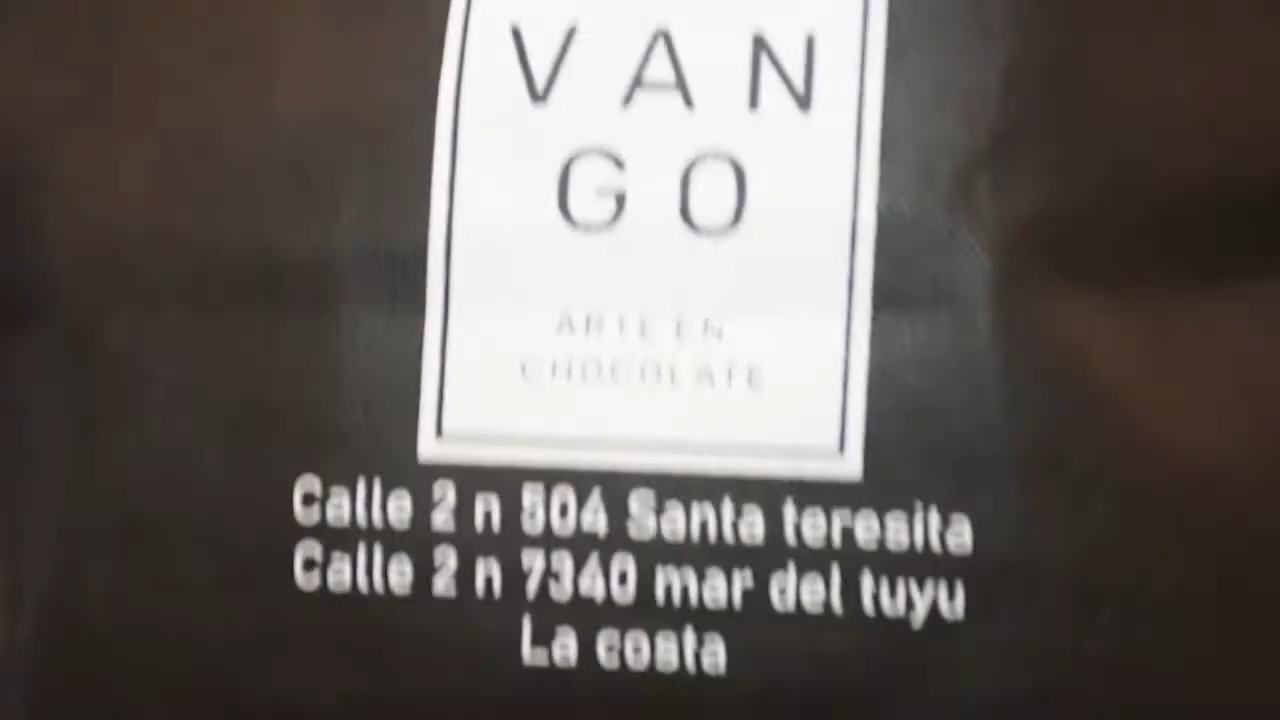 VAN
GO
ARTE EN
CHOCOLATE
Calle 2 n 504 Santa teresita
Calle 2 n 7340 mar del tuyu
La costa